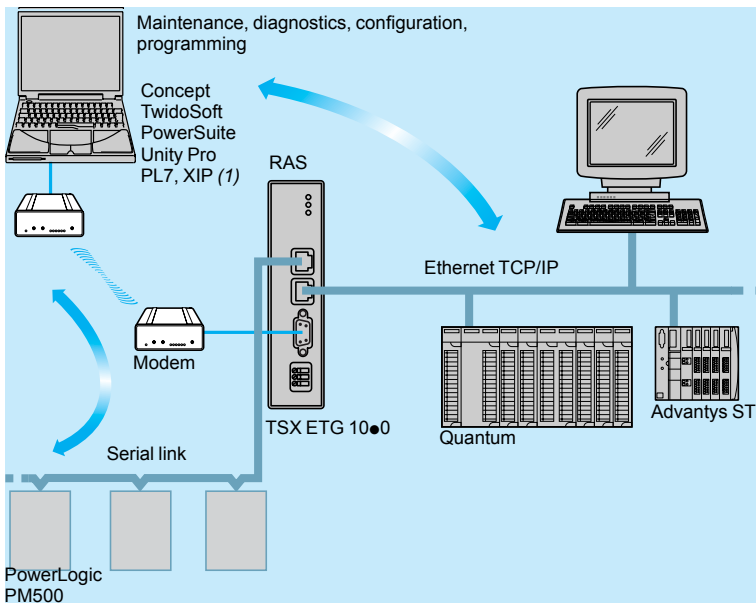 Maintenance, diagnostics, configuration,
programming
Concept
TwidoSoft
PowerSuite
Unity Pro
PL7, XIP (1)
RAS
Ethernet TCP/IP
Modem
TSX ETG 10●0
Quantum
Advantys ST
Serial link
PowerLogic
PM500